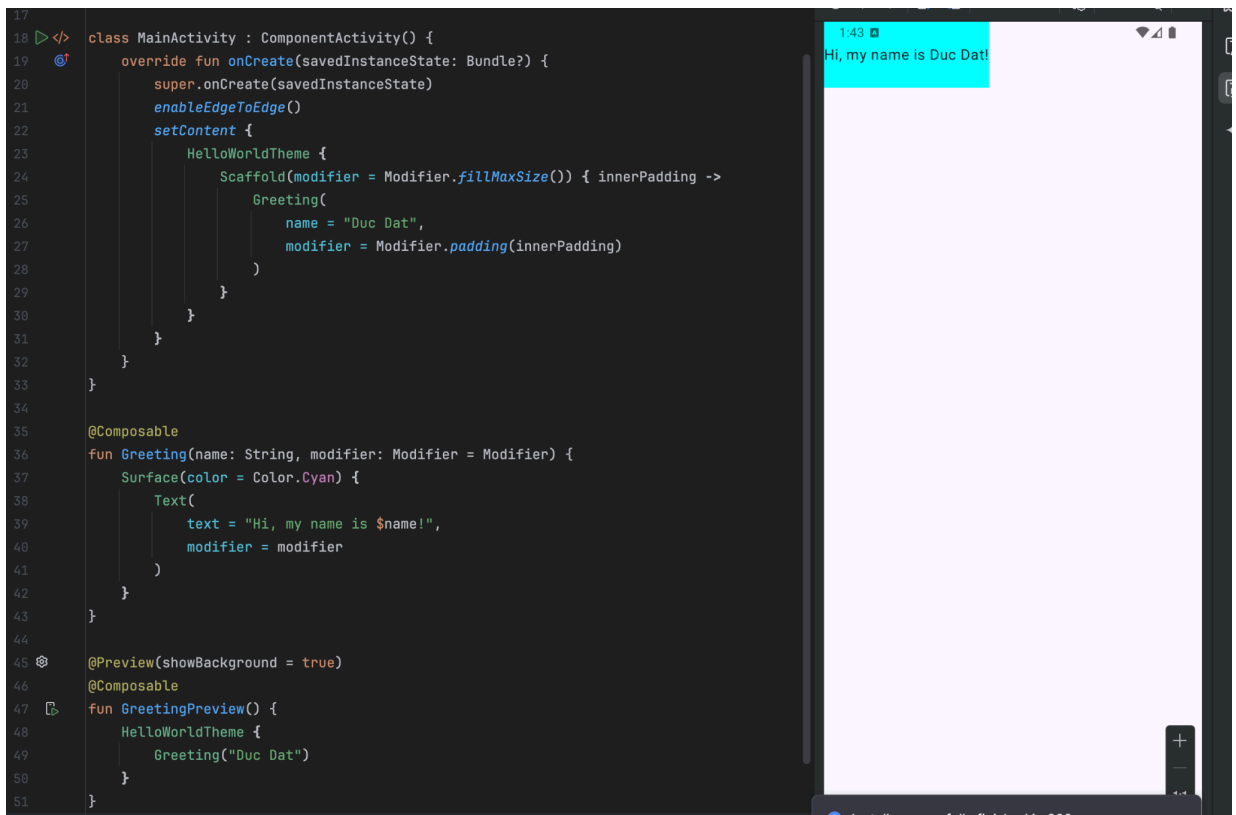 17
18 class MainActivity : ComponentActivity() {
19 override fun onCreate(savedInstanceState: Bundle?) {
20 super.onCreate(savedInstanceState)
21 enableEdgeToEdge()
22 setContent {
23 HelloWorldTheme {
24 Scaffold(modifier = Modifier.fillMaxSize()) { innerPadding ->
25 Greeting(
26 name = "Duc Dat",
27 modifier = Modifier.padding(innerPadding)
28 )
29 }
30 }
31 }
32 }
33 }
34
35 @Composable
36 fun Greeting(name: String, modifier: Modifier = Modifier) {
37 Surface(color = Color.Cyan) {
38 Text(
39 text = "Hi, my name is $name!",
40 modifier = modifier
41 )
42 }
43 }
44
45 @Preview(showBackground = true)
46 @Composable
47 fun GreetingPreview() {
48 HelloWorldTheme {
49 Greeting("Duc Dat")
50 }
51 }
1:43
Hi, my name is Duc Dat!